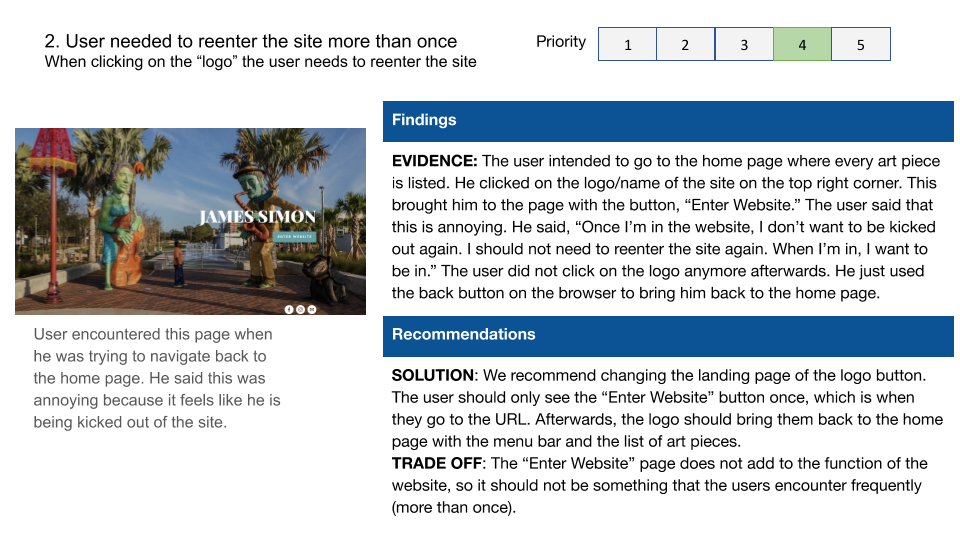 2. User needed to reenter the site more than once
When clicking on the “logo” the user needs to reenter the site
Priority
1 2 3 4 5
JAMES SIMON
ENTER WEBSITE
User encountered this page when
he was trying to navigate back to
the home page. He said this was
annoying because it feels like he is
being kicked out of the site.
Findings
EVIDENCE: The user intended to go to the home page where every art piece
is listed. He clicked on the logo/name of the site on the top right corner. This
brought him to the page with the button, “Enter Website.” The user said that
this is annoying. He said, “Once I’m in the website, I don’t want to be kicked
out again. I should not need to reenter the site again. When I’m in, I want to
be in.” The user did not click on the logo anymore afterwards. He just used
the back button on the browser to bring him back to the home page.
Recommendations
SOLUTION: We recommend changing the landing page of the logo button.
The user should only see the “Enter Website” button once, which is when
they go to the URL. Afterwards, the logo should bring them back to the home
page with the menu bar and the list of art pieces.
TRADE OFF: The “Enter Website” page does not add to the function of the
website, so it should not be something that the users encounter frequently
(more than once).